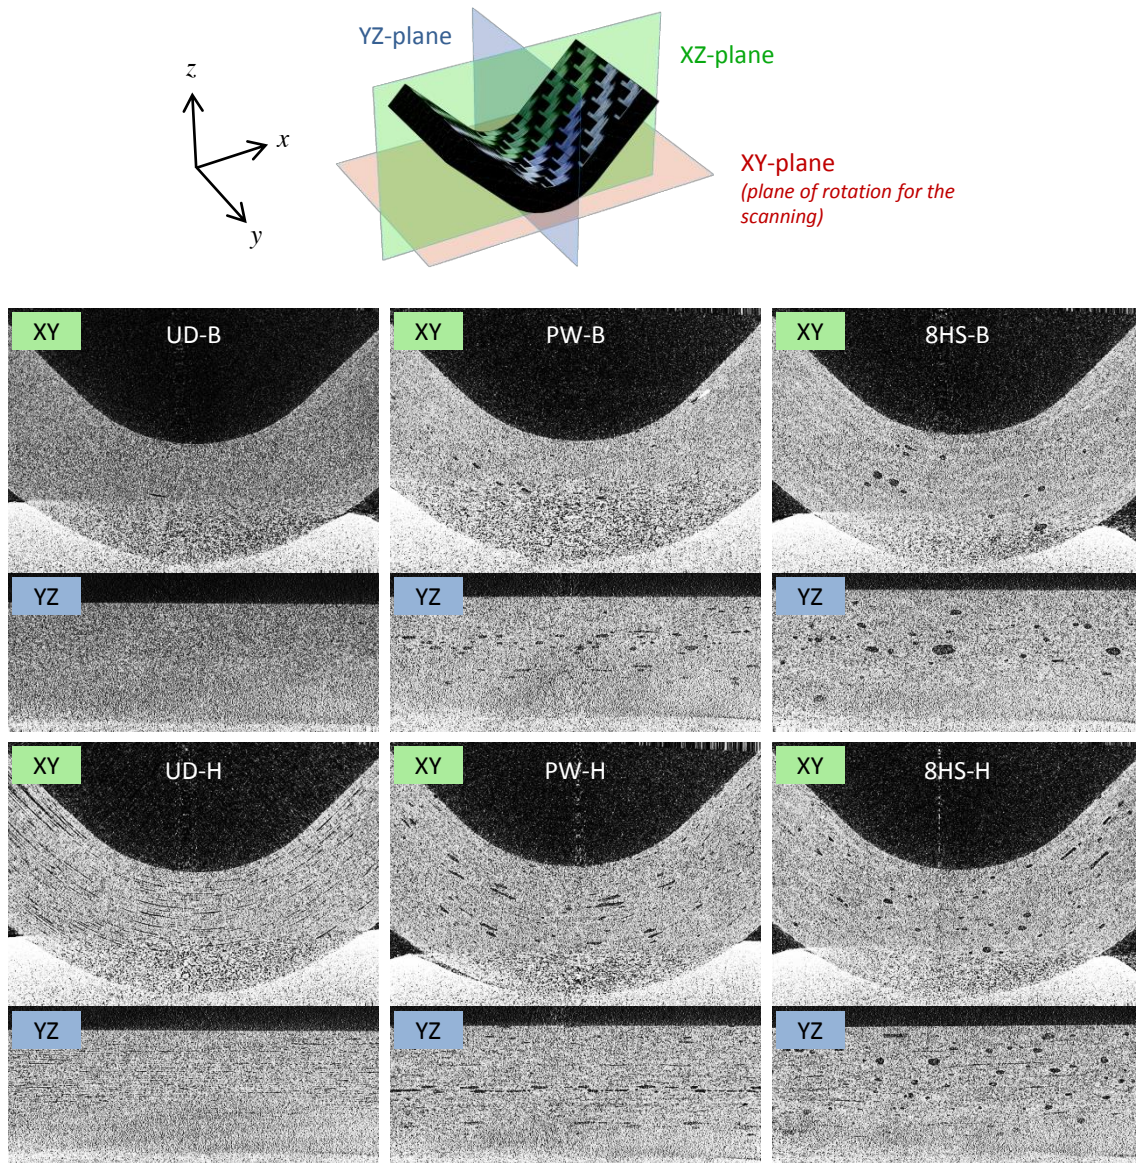 YZ-plane
XZ-plane
z
x
XY-plane
(plane of rotation for the
scanning)
y
XY
UD-B
XY
PW-B
XY
8HS-B
YZ
YZ
YZ
XY
UD-H
XY
PW-H
XY
8HS-H
YZ
YZ
YZ